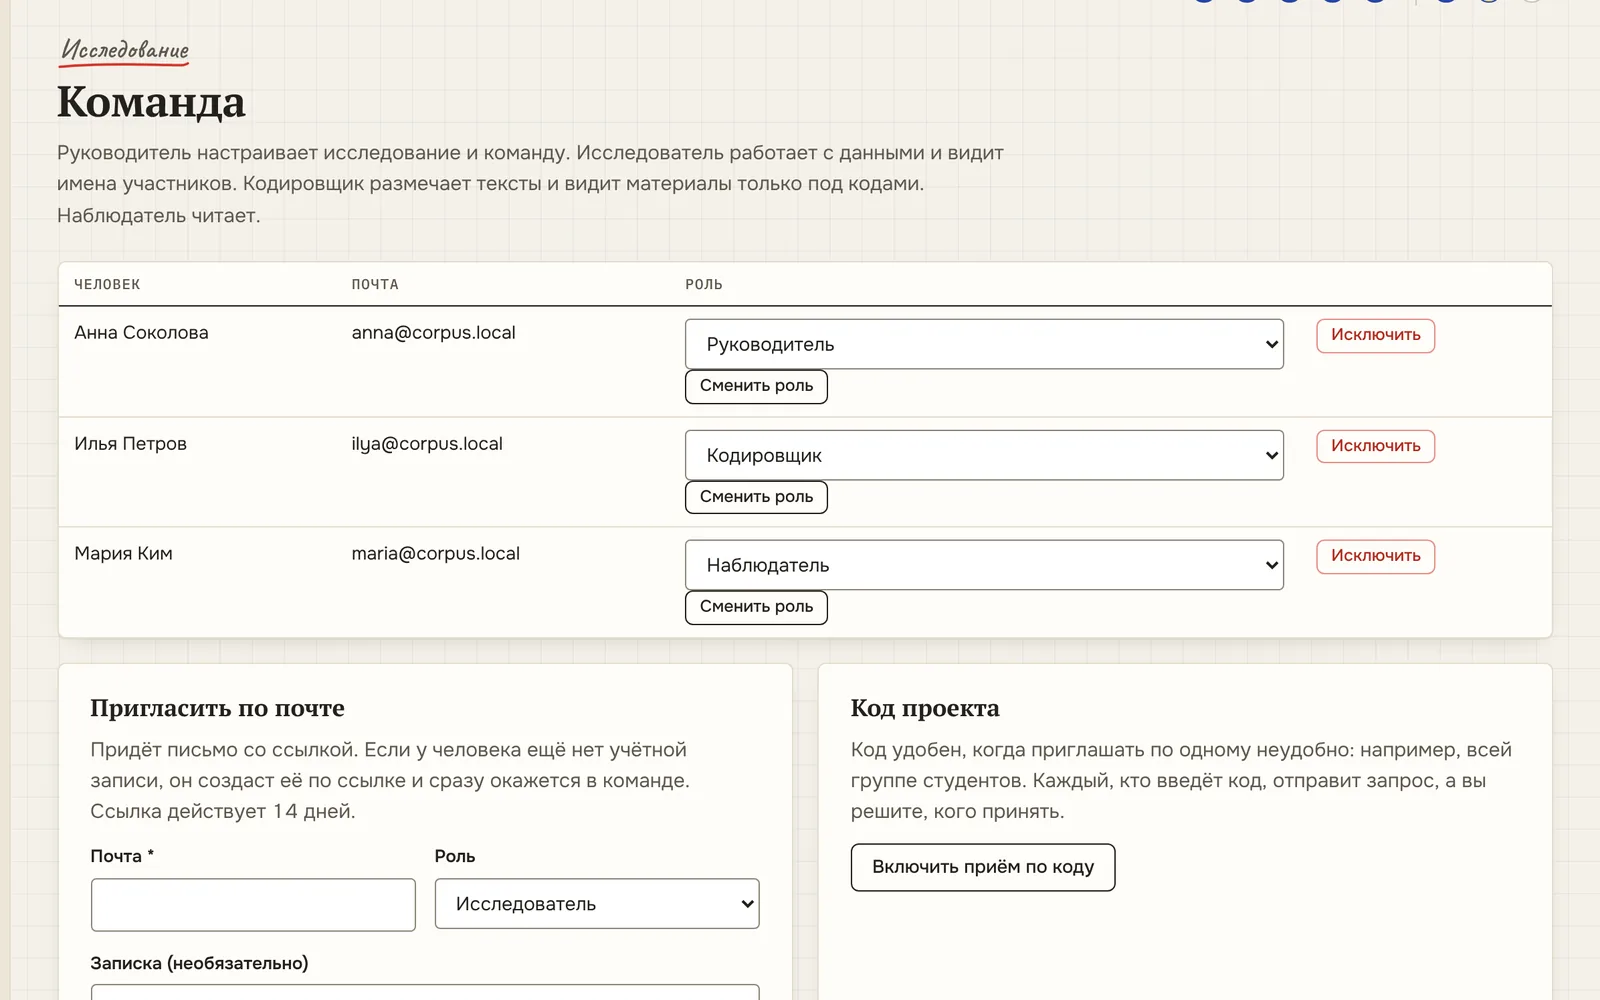 Исследование
Команда
Руководитель настраивает исследование и команду. Исследователь работает с данными и видит
имена участников. Кодировщик размечает тексты и видит материалы только под кодами.
Наблюдатель читает.
ЧЕЛОВЕК ПОЧТА РОЛЬ
Анна Соколова anna@corpus.local Руководитель Исключить
Сменить роль
Илья Петров ilya@corpus.local Кодировщик Исключить
Сменить роль
Мария Ким maria@corpus.local Наблюдатель Исключить
Сменить роль
Пригласить по почте
Придёт письмо со ссылкой. Если у человека ещё нет учётной
записи, он создаст её по ссылке и сразу окажется в команде.
Ссылка действует 14 дней.
Почта * Роль
Исследователь
Записка (необязательно)
Код проекта
Код удобен, когда приглашать по одному неудобно: например, всей
группе студентов. Каждый, кто введёт код, отправит запрос, а вы
решите, кого принять.
Включить приём по коду